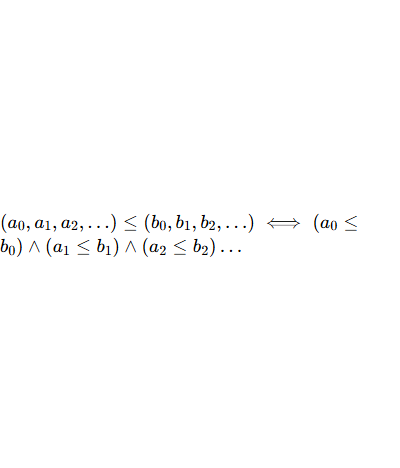 (a₀, a₁, a₂, …) ≤ (b₀, b₁, b₂, …) ⟺ (a₀ ≤
b₀) ∧ (a₁ ≤ b₁) ∧ (a₂ ≤ b₂) …